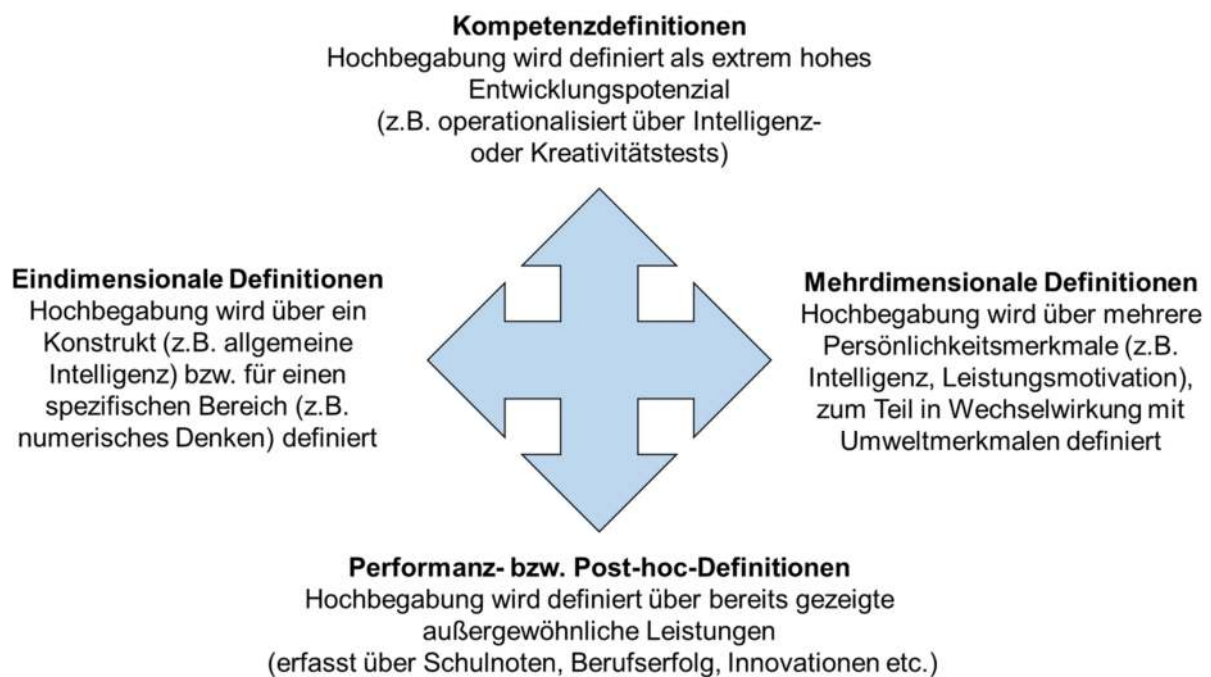 Kompetenzdefinitionen
Hochbegabung wird definiert als extrem hohes
Entwicklungspotenzial
(z.B. operationalisiert über Intelligenz-
oder Kreativitätstests)
Eindimensionale Definitionen
Hochbegabung wird über ein
Konstrukt (z.B. allgemeine
Intelligenz) bzw. für einen
spezifischen Bereich (z.B.
numerisches Denken) definiert
Mehrdimensionale Definitionen
Hochbegabung wird über mehrere
Persönlichkeitsmerkmale (z.B.
Intelligenz, Leistungsmotivation),
zum Teil in Wechselwirkung mit
Umweltmerkmalen definiert
Performanz- bzw. Post-hoc-Definitionen
Hochbegabung wird definiert über bereits gezeigte
außergewöhnliche Leistungen
(erfasst über Schulnoten, Berufserfolg, Innovationen etc.)